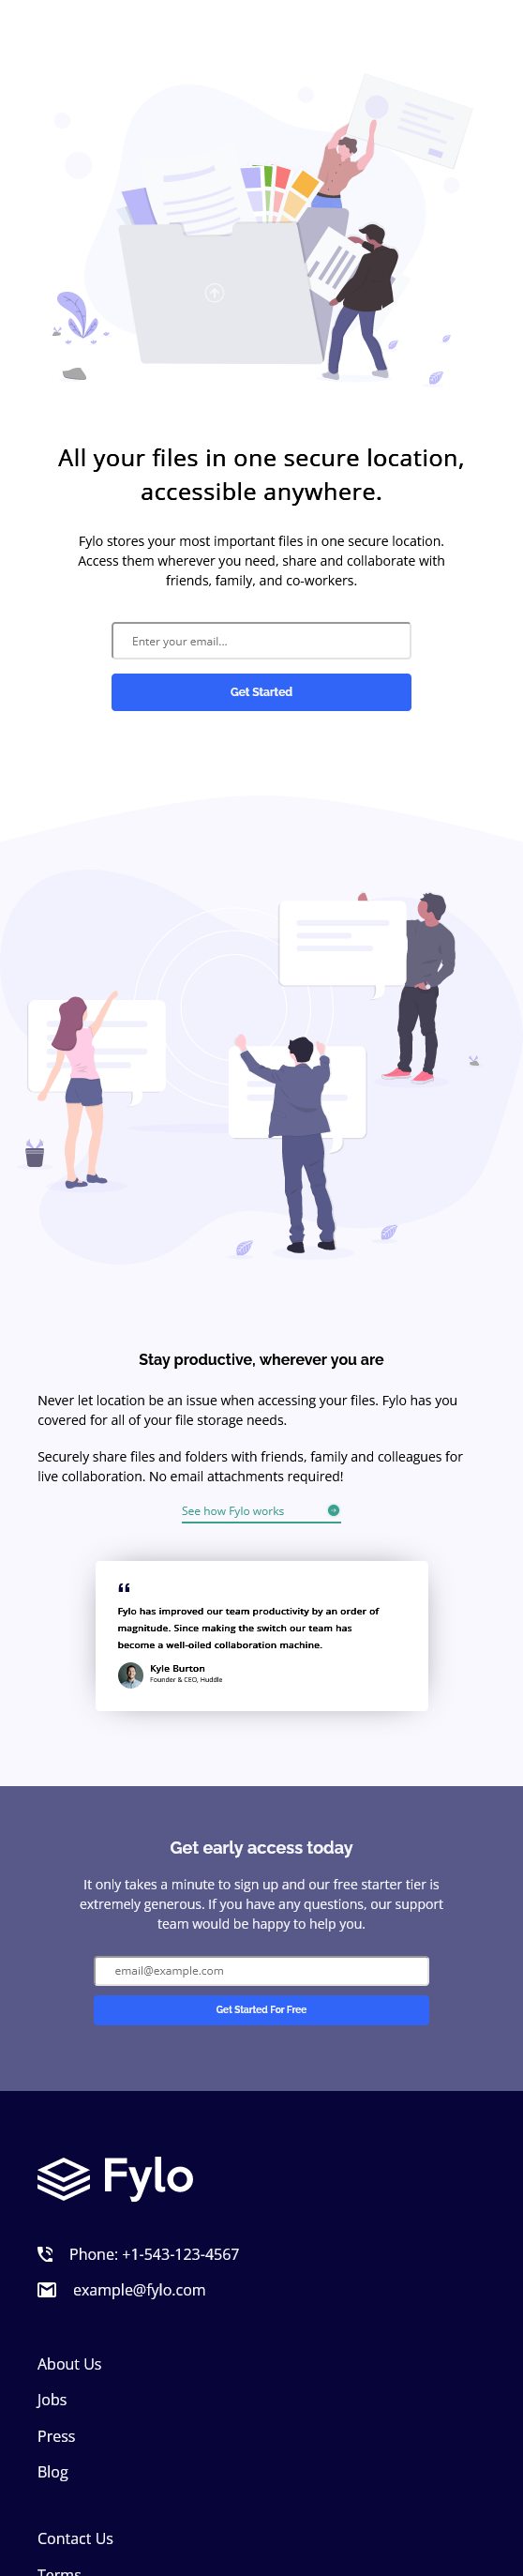 All your files in one secure location,
accessible anywhere.
Fylo stores your most important files in one secure location.
Access them wherever you need, share and collaborate with
friends, family, and co-workers.
Enter your email...
Get Started
Stay productive, wherever you are
Never let location be an issue when accessing your files. Fylo has you
covered for all of your file storage needs.
Securely share files and folders with friends, family and colleagues for
live collaboration. No email attachments required!
See how Fylo works
“
Fylo has improved our team productivity by an order of
magnitude. Since making the switch our team has
become a well-oiled collaboration machine.
Kyle Burton
Founder & CEO, Huddle
Get early access today
It only takes a minute to sign up and our free starter tier is
extremely generous. If you have any questions, our support
team would be happy to help you.
email@example.com
Get Started For Free
Fylo
Phone: +1-543-123-4567
example@fylo.com
About Us
Jobs
Press
Blog
Contact Us
Terms